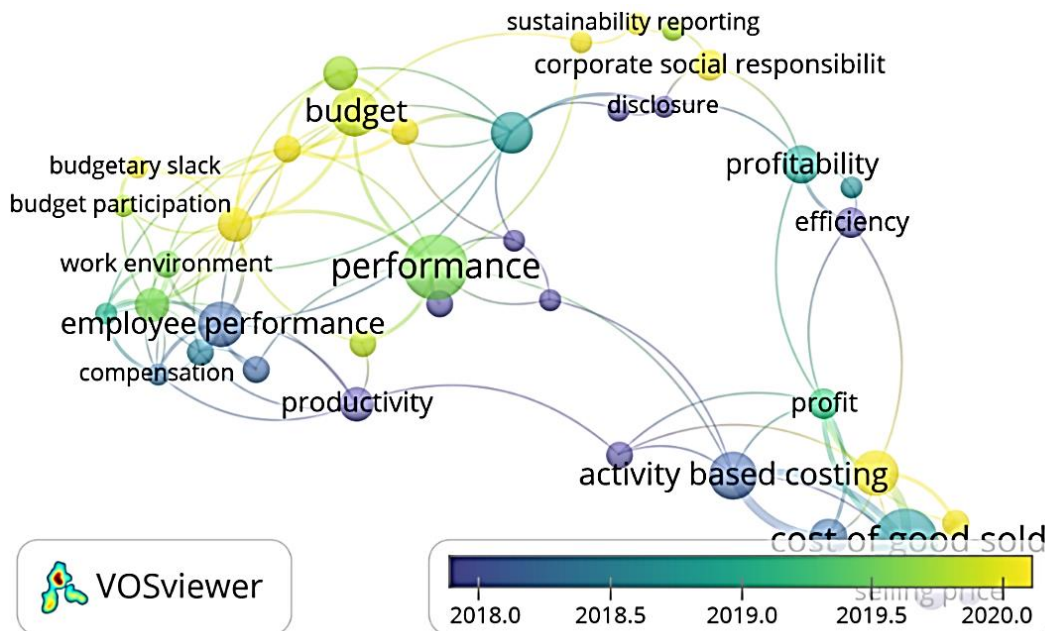 sustainability reporting
corporate social responsibilit
budget
disclosure
budgetary slack
profitability
budget participation
efficiency
work environment
performance
employee performance
compensation
productivity
profit
activity based costing
cost of good sold
VOSviewer
selling price
2018.0 2018.5 2019.0 2019.5 2020.0